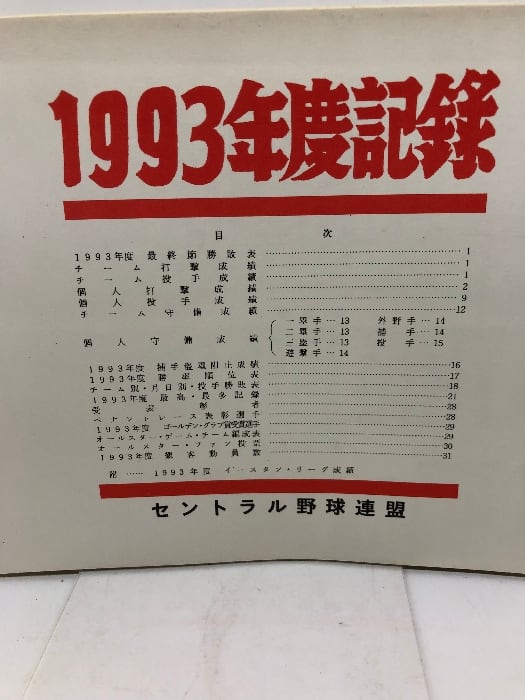 1993年度記録
目次
1993年度 最終節勝敗表……1
チーム打撃成績……1
チーム投手成績……1
個人打撃成績……2
個人投手成績……9
チーム守備成績……12
個人守備成績
一塁手…13 外野手…14
二塁手…13 捕手…14
三塁手…13 投手…15
遊撃手…14
1993年度 捕手盗塁阻止成績……16
1993年度 勝率順位表……17
チーム別・月日別・投手勝敗表……18
1993年度 最高・最多記録……21
受彰者……28
ペナントレース表彰選手……28
1993年度 ゴールデン・グラブ賞受賞選手……29
オールスター・ゲーム・チーム編成表……29
オールスター・ファン投票……30
1993年度 観客動員数……31
1993年度 イースタン・リーグ成績
セントラル野球連盟